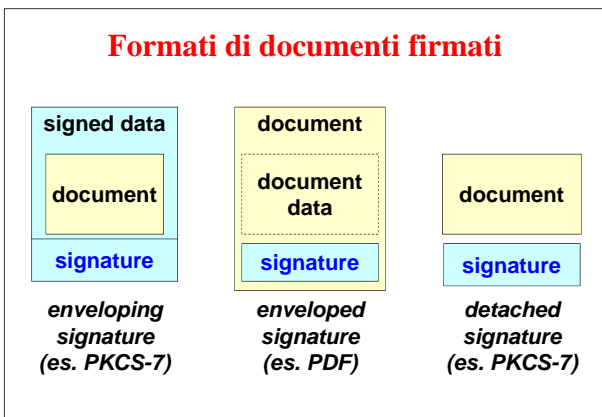 Formati di documenti firmati
signed data
document
signature
enveloping
signature
(es. PKCS-7)
document
document
data
signature
enveloped
signature
(es. PDF)
document
signature
detached
signature
(es. PKCS-7)